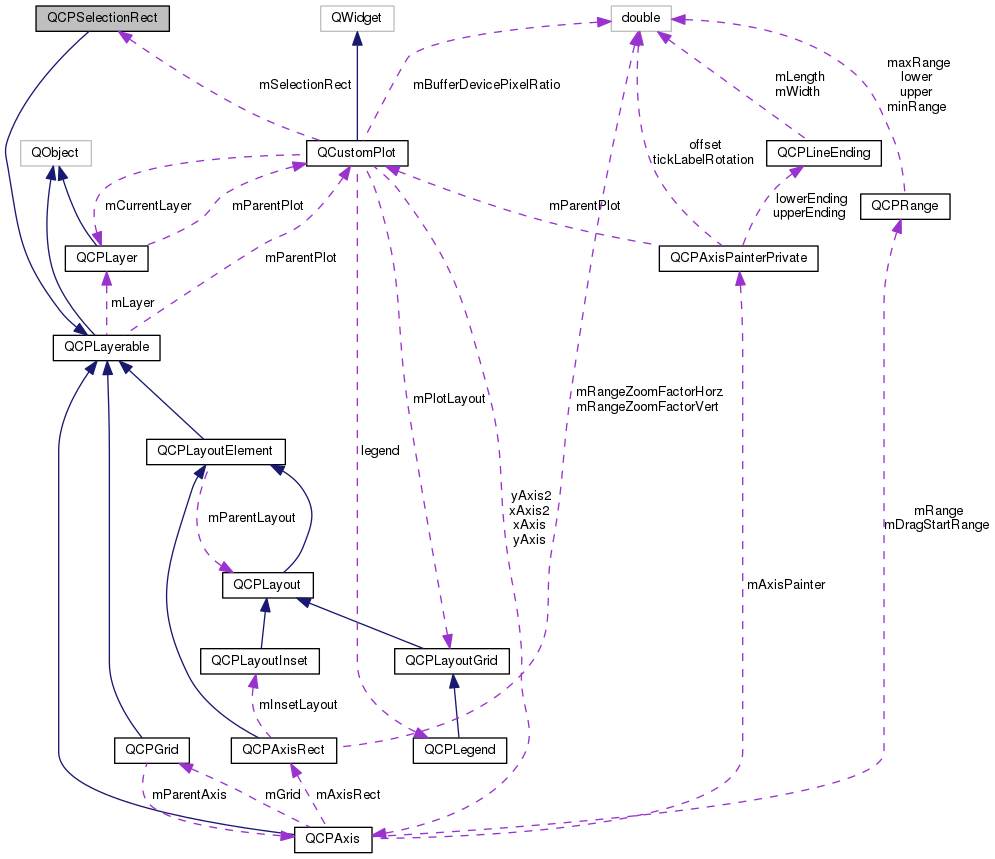 QCPSelectionRect
QWidget
double
maxRange
lower
upper
minRange
mSelectionRect
mBufferDevicePixelRatio
mLength
mWidth
QObject
QCustomPlot
offset
tickLabelRotation
QCPLineEnding
mCurrentLayer
mParentPlot
mParentPlot
lowerEnding
upperEnding
QCPRange
QCPLayer
mParentPlot
QCPAxisPainterPrivate
mLayer
QCPLayerable
mPlotLayout
mRangeZoomFactorHorz
mRangeZoomFactorVert
QCPLayoutElement
legend
mParentLayout
yAxis2
xAxis2
xAxis
yAxis
mRange
mDragStartRange
QCPLayout
mAxisPainter
QCPLayoutInset
QCPLayoutGrid
mInsetLayout
QCPGrid
QCPAxisRect
QCPLegend
mParentAxis
mGrid
mAxisRect
QCPAxis